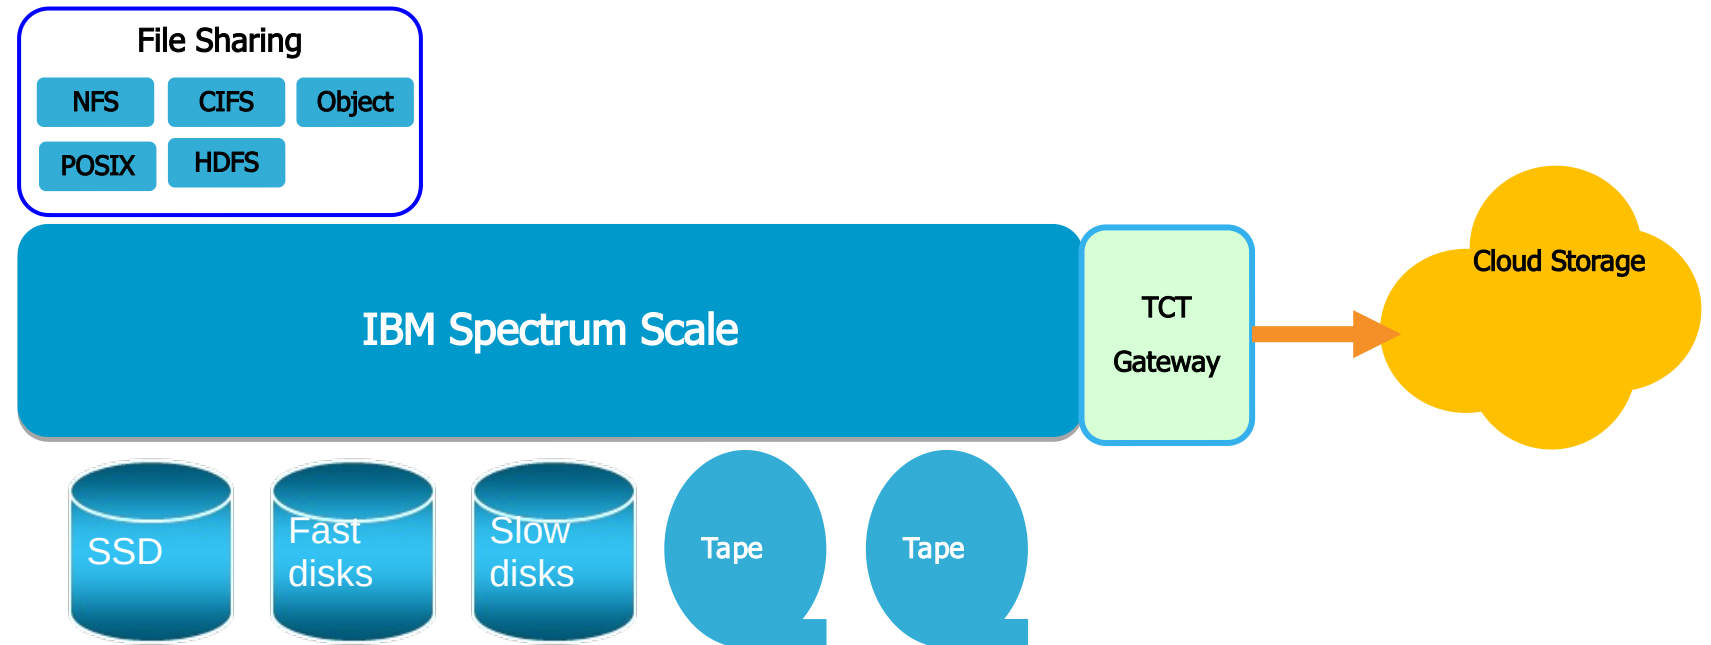 File Sharing
NFS
CIFS
Object
POSIX
HDFS
IBM Spectrum Scale
TCT
Gateway
Cloud Storage
SSD
Fast
disks
Slow
disks
Tape
Tape